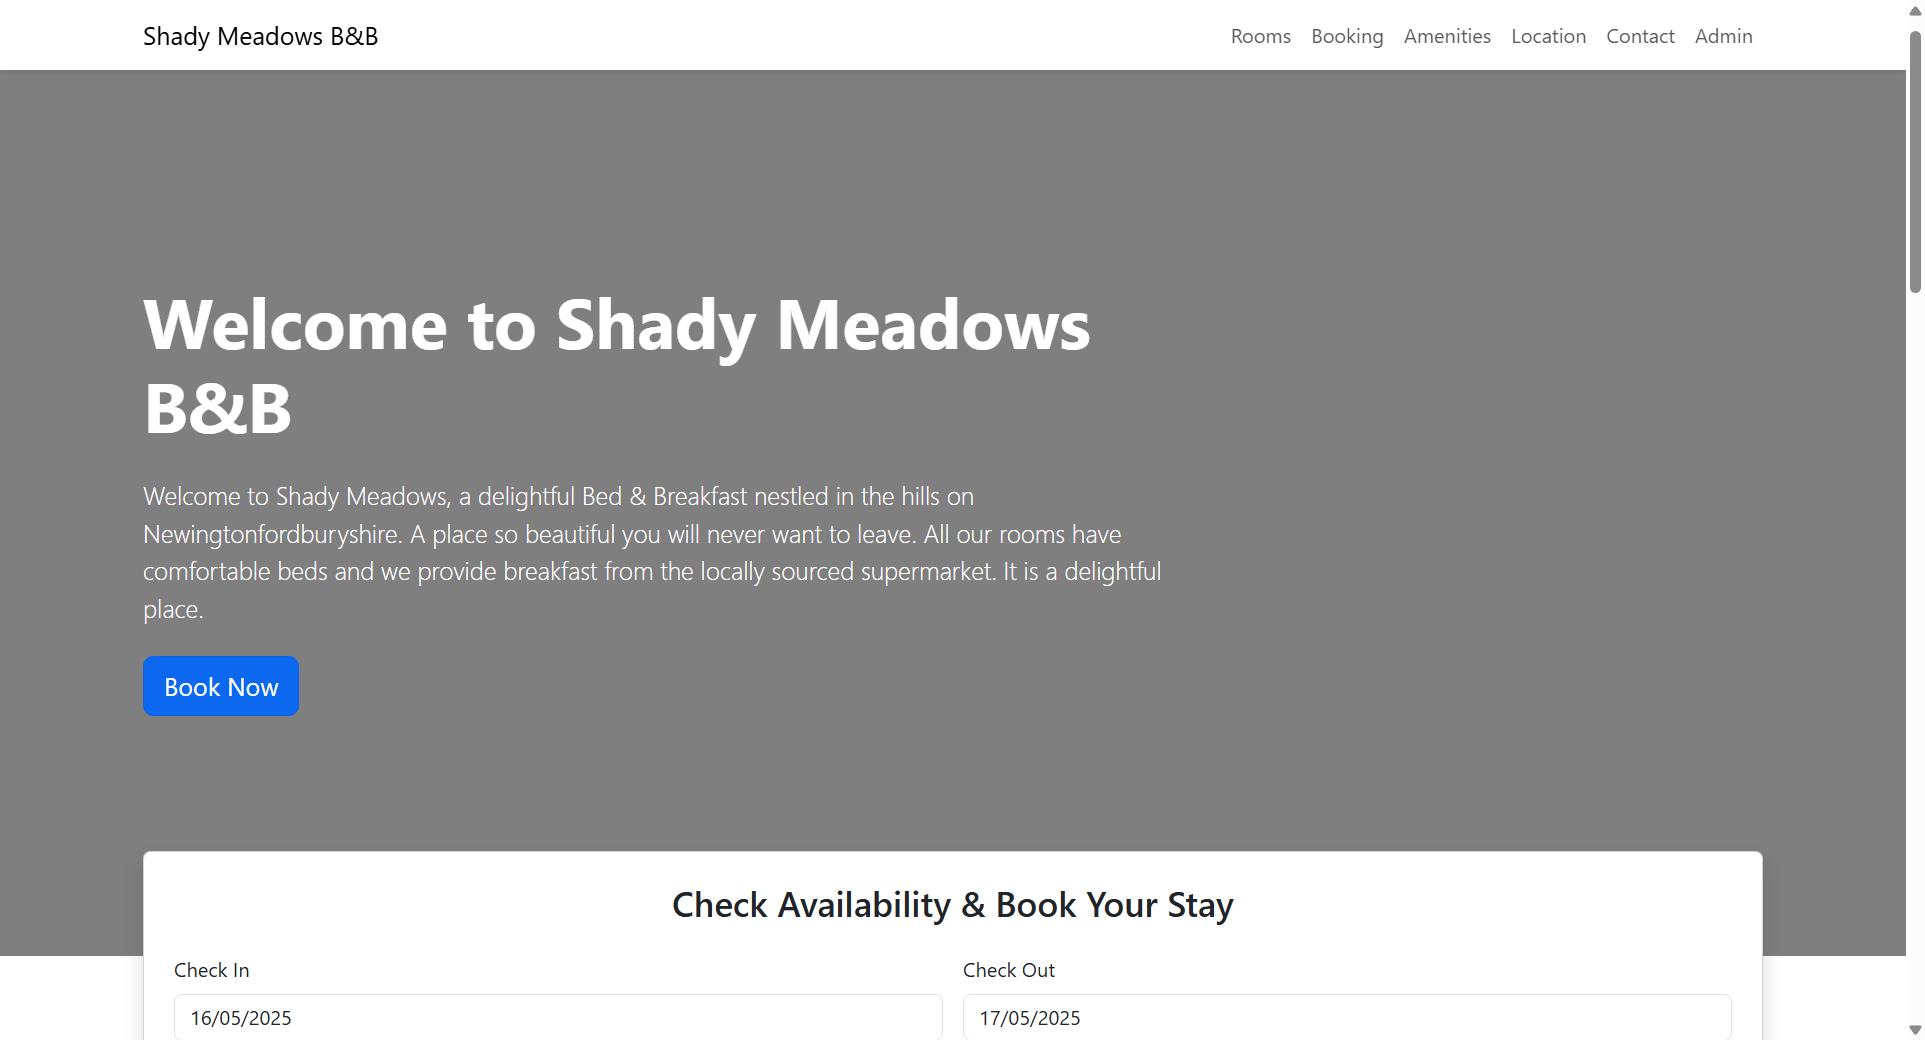 Shady Meadows B&B
Rooms Booking Amenities Location Contact Admin
Welcome to Shady Meadows
B&B
Welcome to Shady Meadows, a delightful Bed & Breakfast nestled in the hills on
Newingtonfordburyshire. A place so beautiful you will never want to leave. All our rooms have
comfortable beds and we provide breakfast from the locally sourced supermarket. It is a delightful
place.
Book Now
Check Availability & Book Your Stay
Check In
16/05/2025
Check Out
17/05/2025